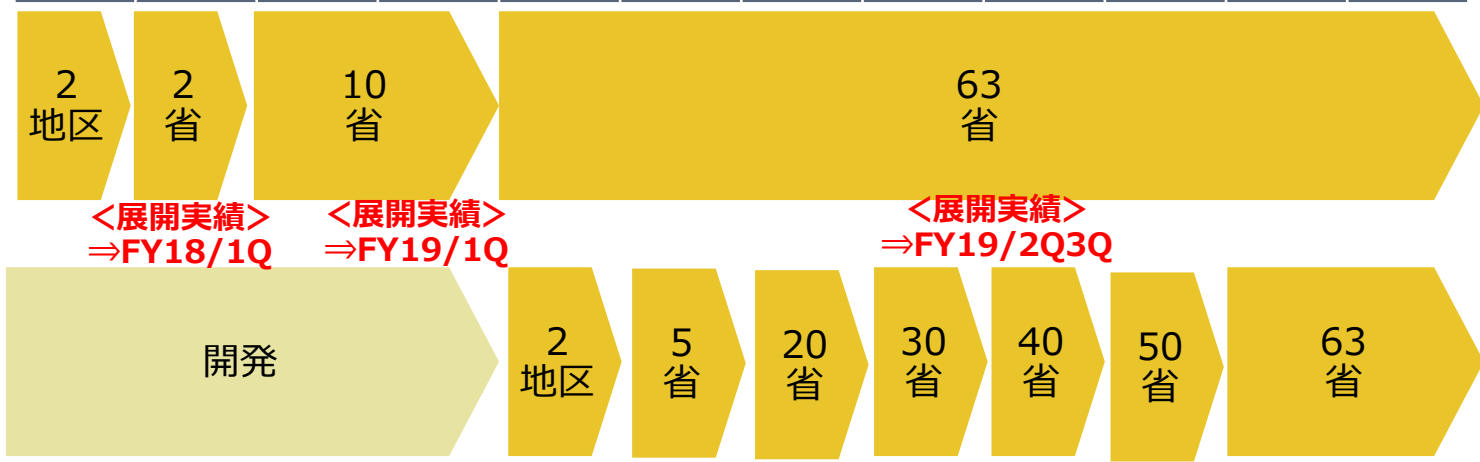 2
地区
2
省
10
省
63
省
<展開実績>
⇒FY18/1Q
<展開実績>
⇒FY19/1Q
<展開実績>
⇒FY19/2Q3Q
開発
2
地区
5
省
20
省
30
省
40
省
50
省
63
省